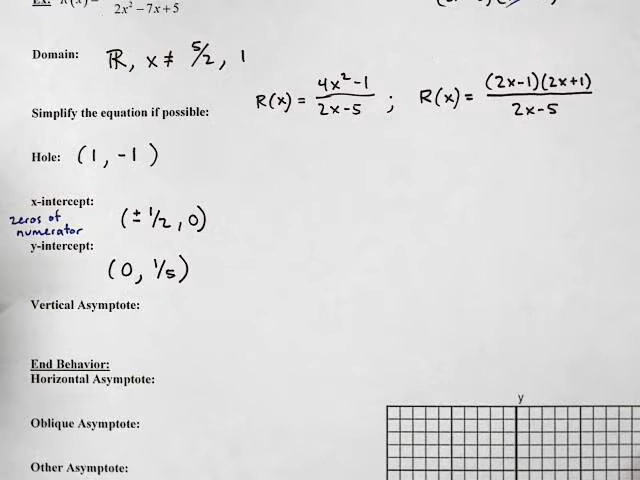 Ex: R(x) =
2x² – 7x + 5
Domain: ℝ, x ≠ 5/2, 1
R(x) = (4x² - 1)/(2x - 5) ; R(x) = ((2x-1)(2x+1))/(2x - 5)
Simplify the equation if possible:
Hole: (1, -1)
x-intercept:
zeros of
numerator
(± 1/2, 0)
y-intercept:
(0, 1/5)
Vertical Asymptote:
End Behavior:
Horizontal Asymptote:
y
Oblique Asymptote:
Other Asymptote: